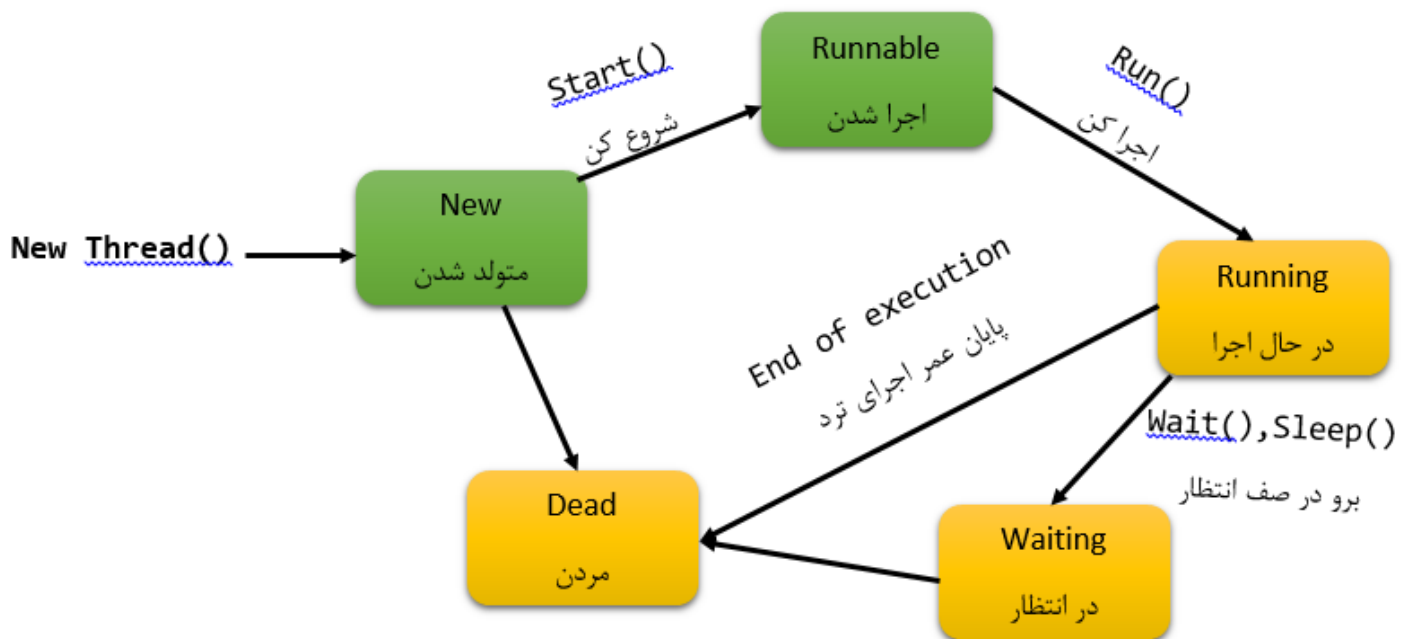 New Thread()
New
متولد شدن
Start()
شروع کن
Runnable
اجرا شدن
Run()
اجرا کن
Running
در حال اجرا
End of execution
پایان عمر اجرای ترد
Wait(),Sleep()
برو در صف انتظار
Waiting
در انتظار
Dead
مردن